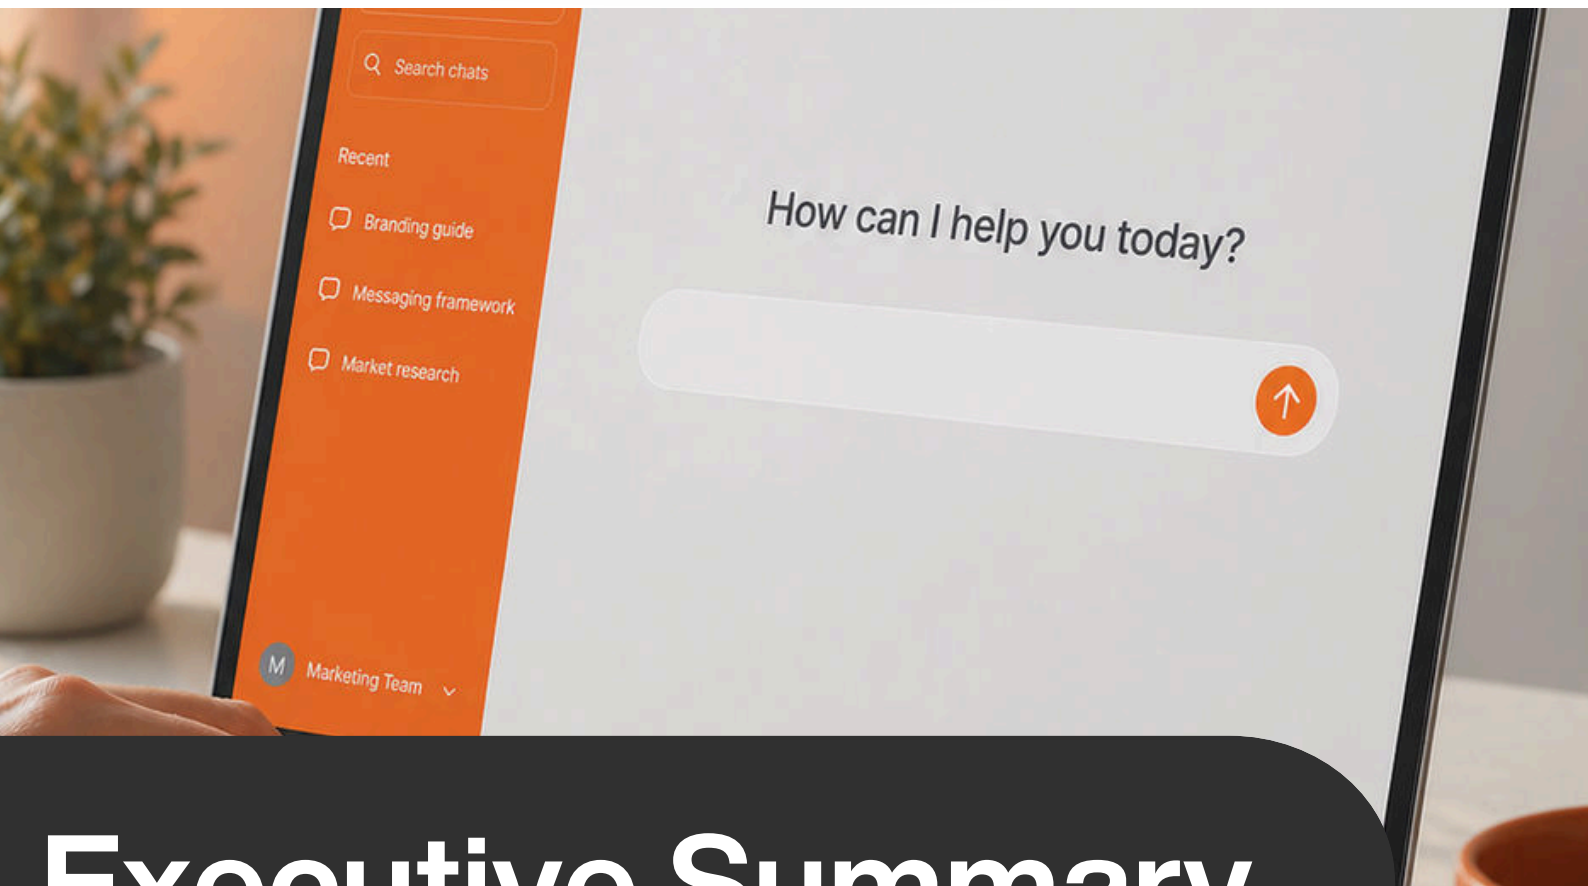 Search chats
Recent
Branding guide
Messaging framework
Market research
M Marketing Team
How can I help you today?
Executive Summary